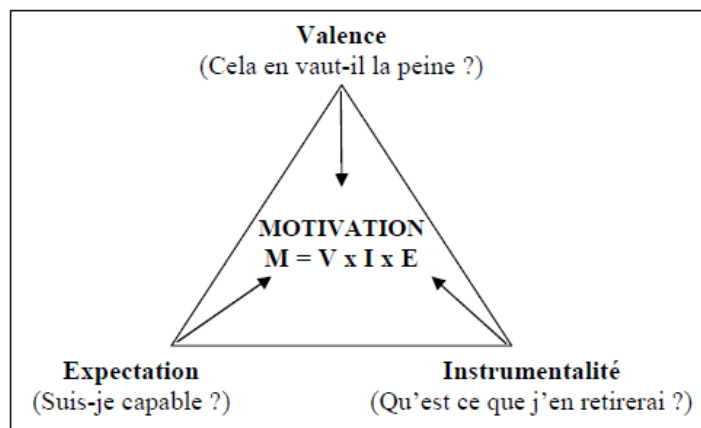 Valence
(Cela en vaut-il la peine ?)
MOTIVATION
M = V x I x E
Expectation
(Suis-je capable ?)
Instrumentalité
(Qu’est ce que j’en retirerai ?)